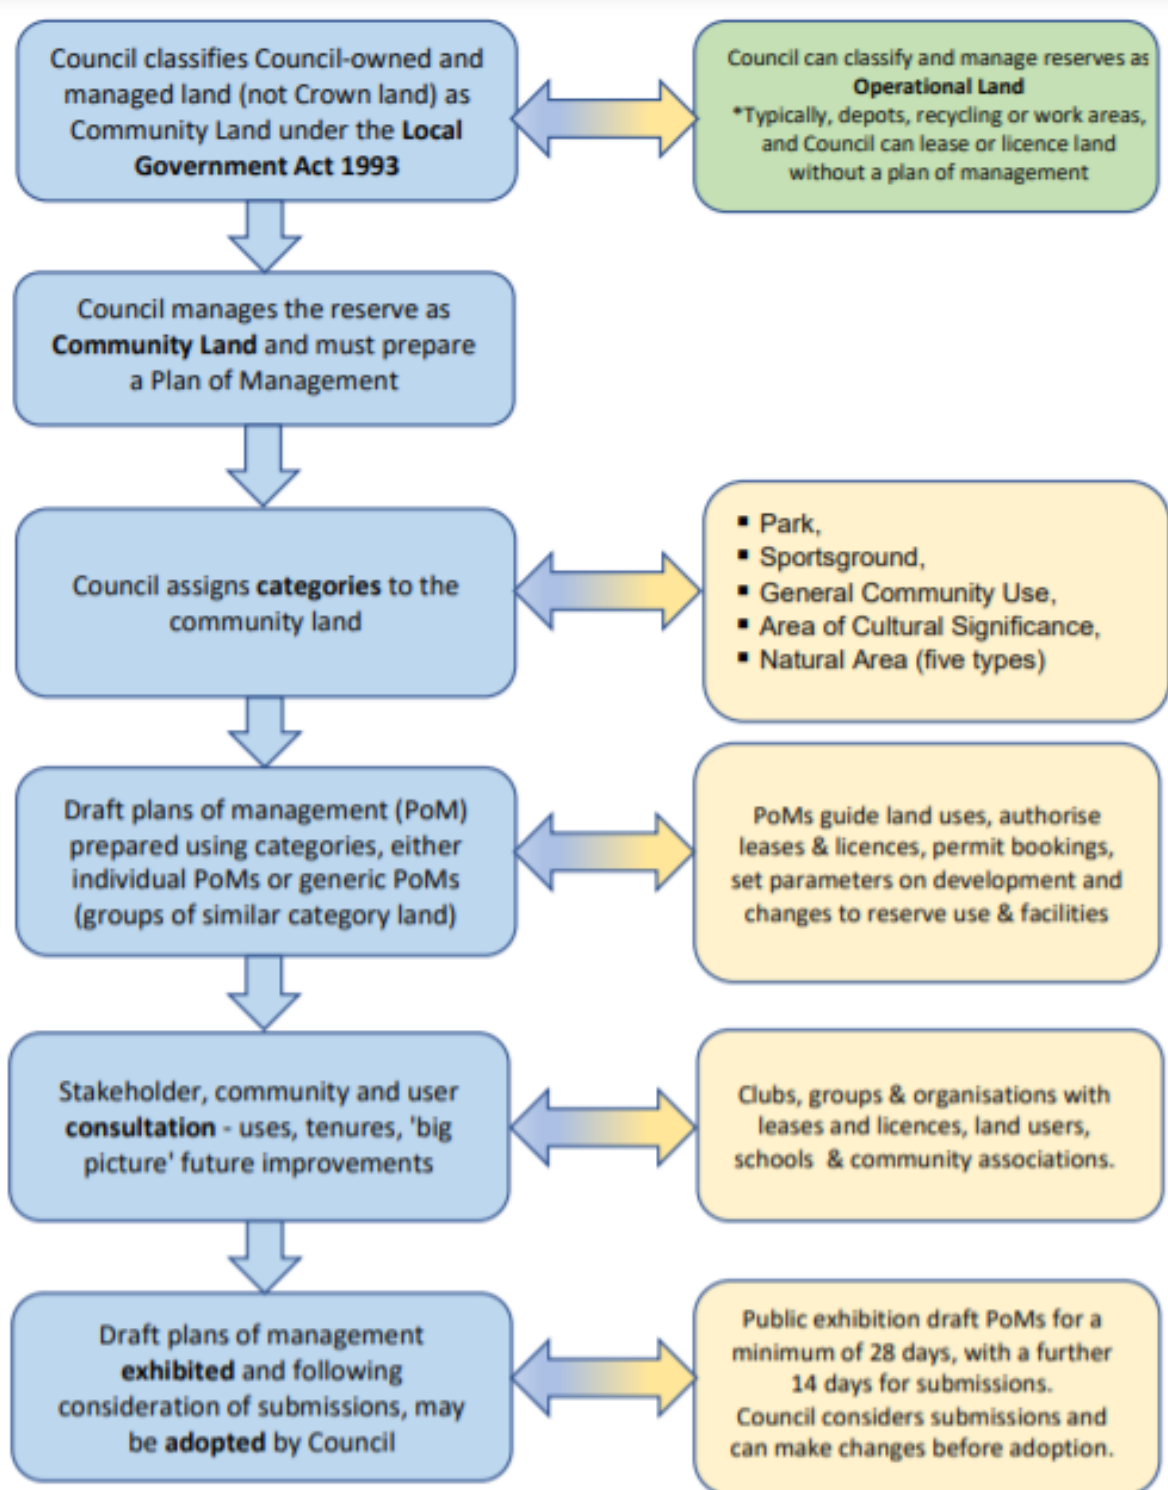 Council classifies Council-owned and
managed land (not Crown land) as
Community Land under the Local
Government Act 1993
Council can classify and manage reserves as
Operational Land
*Typically, depots, recycling or work areas,
and Council can lease or licence land
without a plan of management
Council manages the reserve as
Community Land and must prepare
a Plan of Management
Council assigns categories to the
community land
▪ Park,
▪ Sportsground,
▪ General Community Use,
▪ Area of Cultural Significance,
▪ Natural Area (five types)
Draft plans of management (PoM)
prepared using categories, either
individual PoMs or generic PoMs
(groups of similar category land)
PoMs guide land uses, authorise
leases & licences, permit bookings,
set parameters on development and
changes to reserve use & facilities
Stakeholder, community and user
consultation - uses, tenures, 'big
picture' future improvements
Clubs, groups & organisations with
leases and licences, land users,
schools & community associations.
Draft plans of management
exhibited and following
consideration of submissions, may
be adopted by Council
Public exhibition draft PoMs for a
minimum of 28 days, with a further
14 days for submissions.
Council considers submissions and
can make changes before adoption.